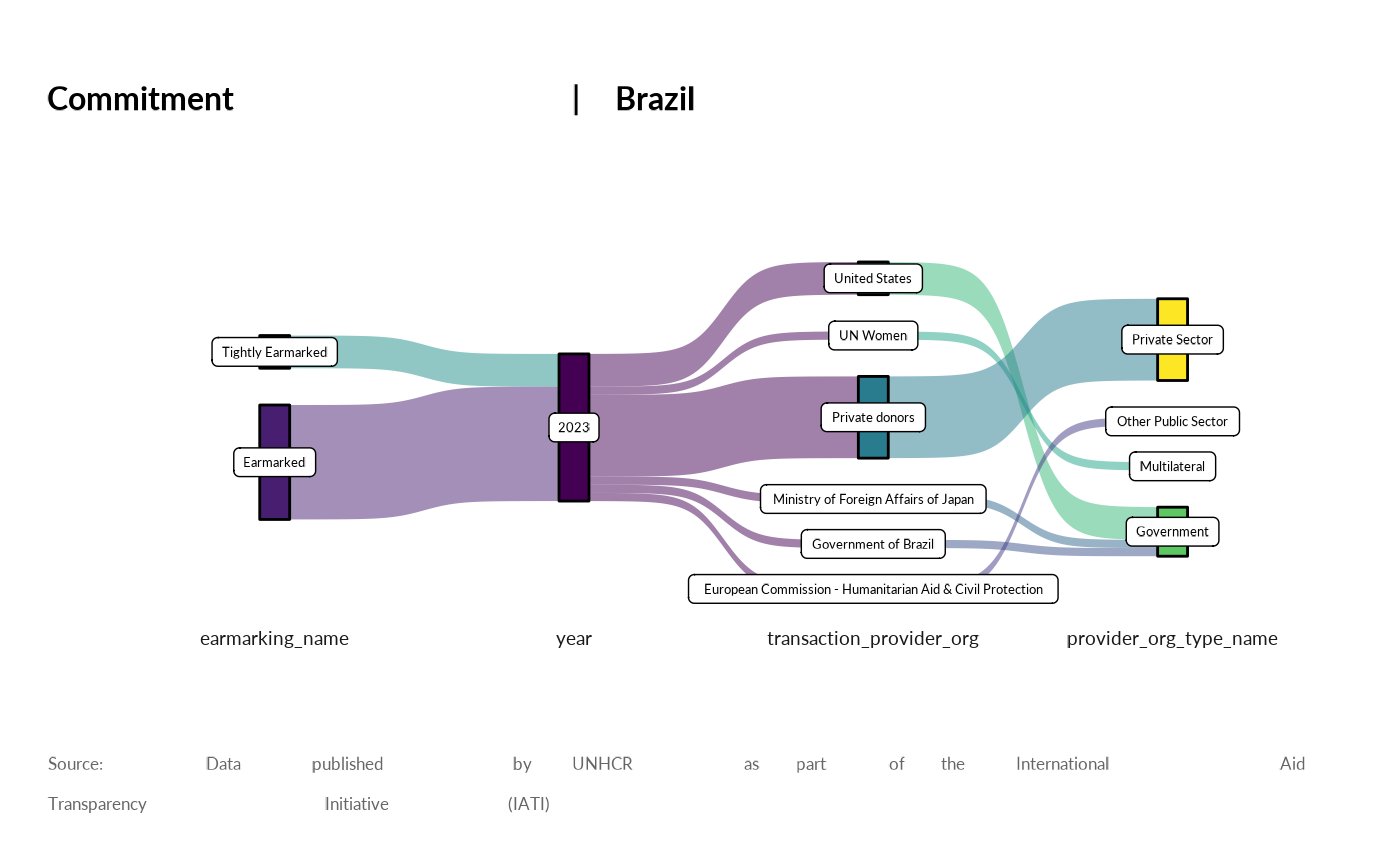 Commitment | Brazil
United States
UN Women
Tightly Earmarked
Private Sector
Private donors
Other Public Sector
2023
Earmarked
Multilateral
Ministry of Foreign Affairs of Japan
Government
Government of Brazil
European Commission - Humanitarian Aid & Civil Protection
earmarking_name year transaction_provider_org provider_org_type_name
Source: Data published by UNHCR as part of the International Aid
Transparency Initiative (IATI)